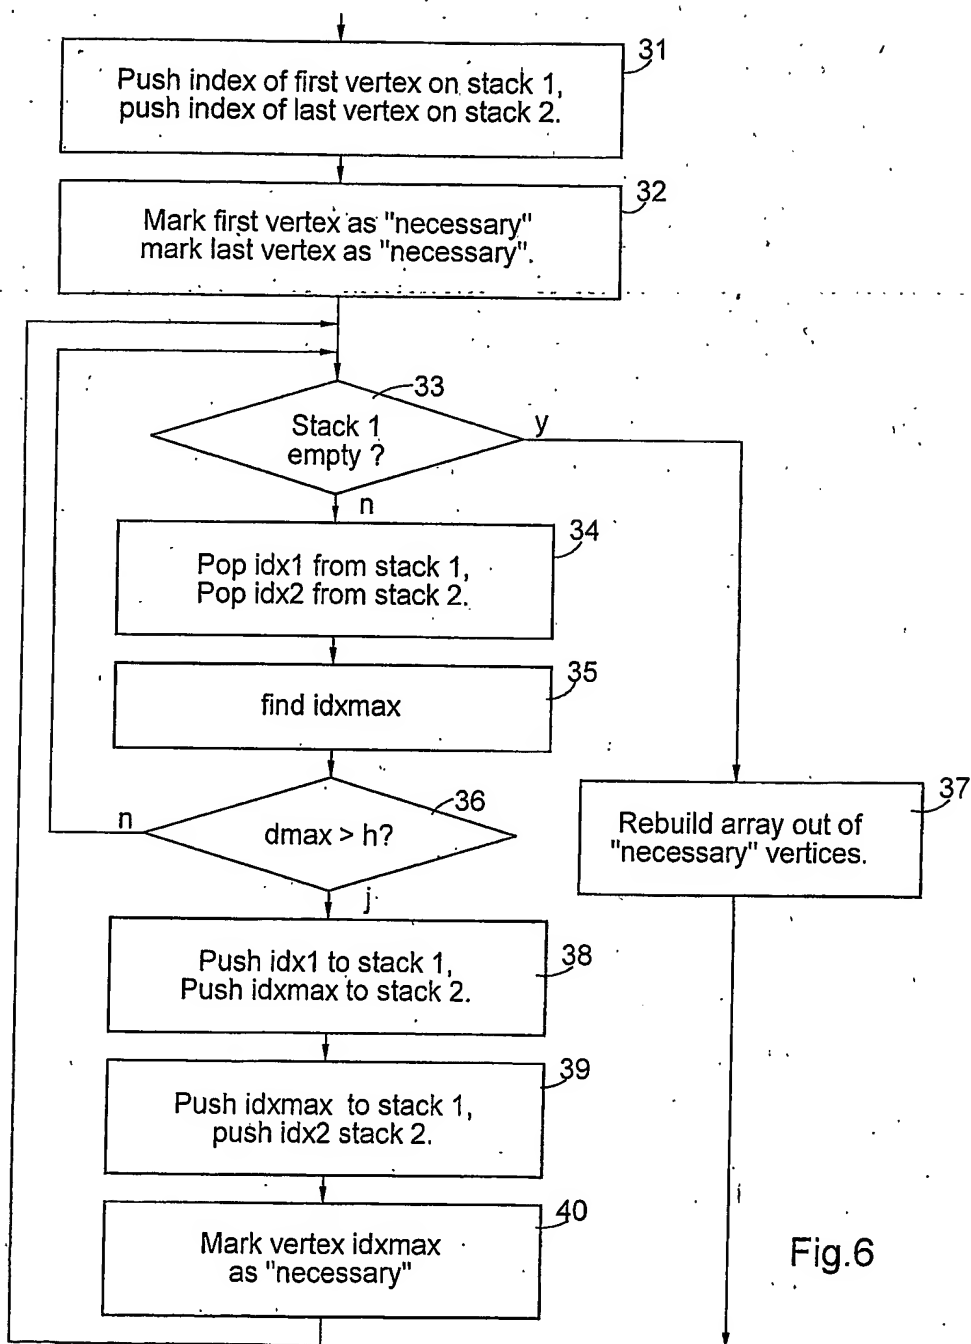 31
Push index of first vertex on stack 1,
push index of last vertex on stack 2.
32
Mark first vertex as "necessary"
mark last vertex as "necessary".
33
Stack 1
empty ?
y
n
34
Pop idx1 from stack 1,
Pop idx2 from stack 2.
35
find idxmax
36
dmax > h?
n
j
37
Rebuild array out of
"necessary" vertices.
38
Push idx1 to stack 1,
Push idxmax to stack 2.
39
Push idxmax to stack 1,
push idx2 stack 2.
40
Mark vertex idxmax
as "necessary"
Fig.6